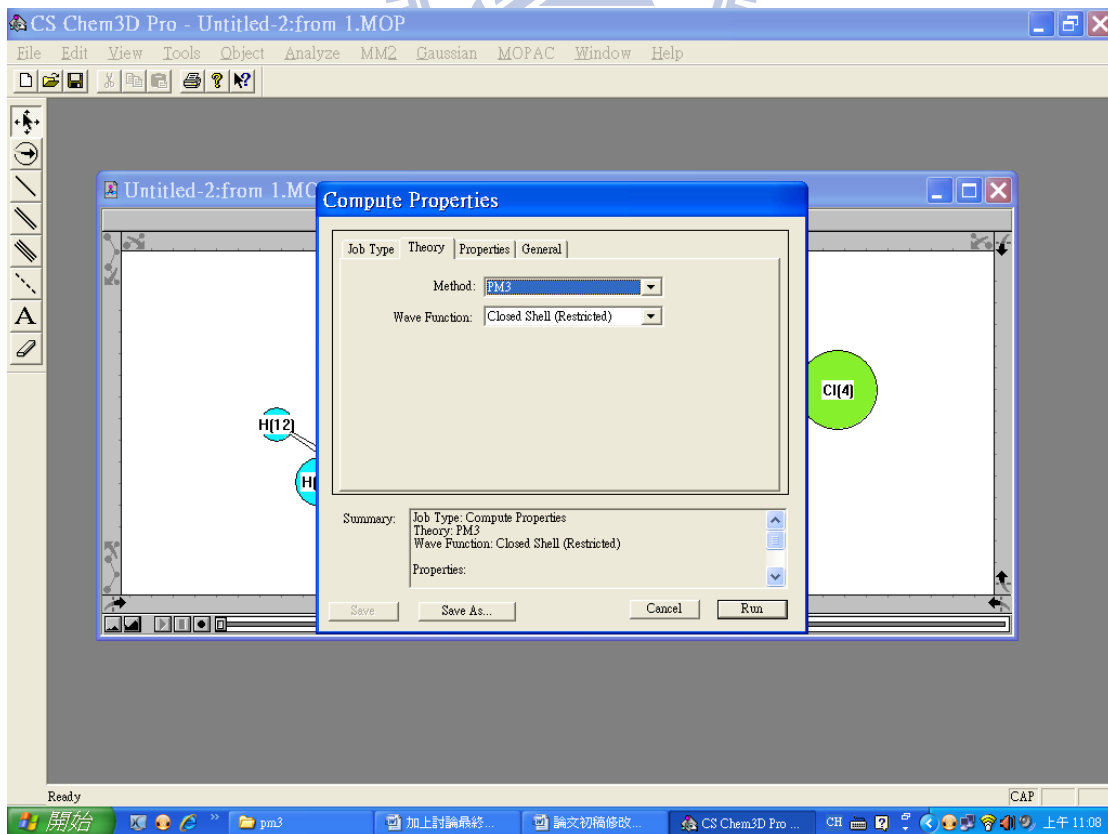 CS Chem3D Pro - Untitled-2:from 1.MOP
File Edit View Tools Object Analyze MM2 Gaussian MOPAC Window Help
Untitled-2:from 1.MO
Compute Properties
Job Type Theory Properties General
Method: PM3
Wave Function: Closed Shell (Restricted)
A
Cl(4)
H(12)
H(
Summary: Job Type: Compute Properties
Theory: PM3
Wave Function: Closed Shell (Restricted)
Properties:
Save Save As... Cancel Run
Ready CAP
開始 pm3 加上討論最終... 論文初稿修改... CS Chem3D Pro ... CH 上午 11:08